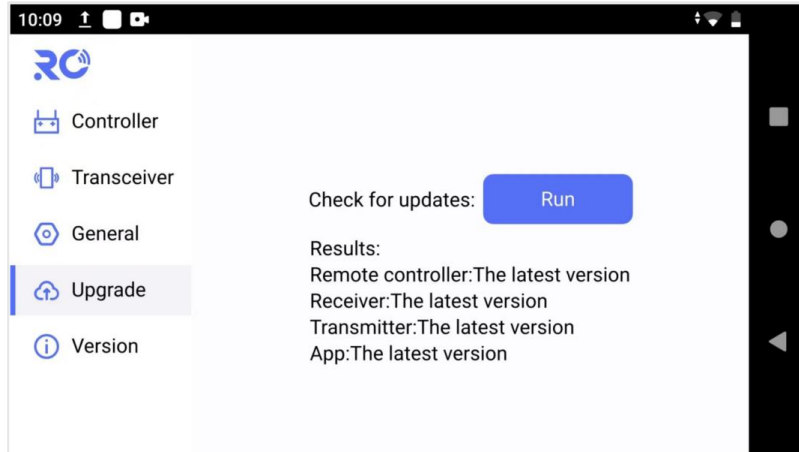 10:09
RC
Controller
Transceiver
General
Upgrade
Version
Check for updates: Run
Results:
Remote controller:The latest version
Receiver:The latest version
Transmitter:The latest version
App:The latest version